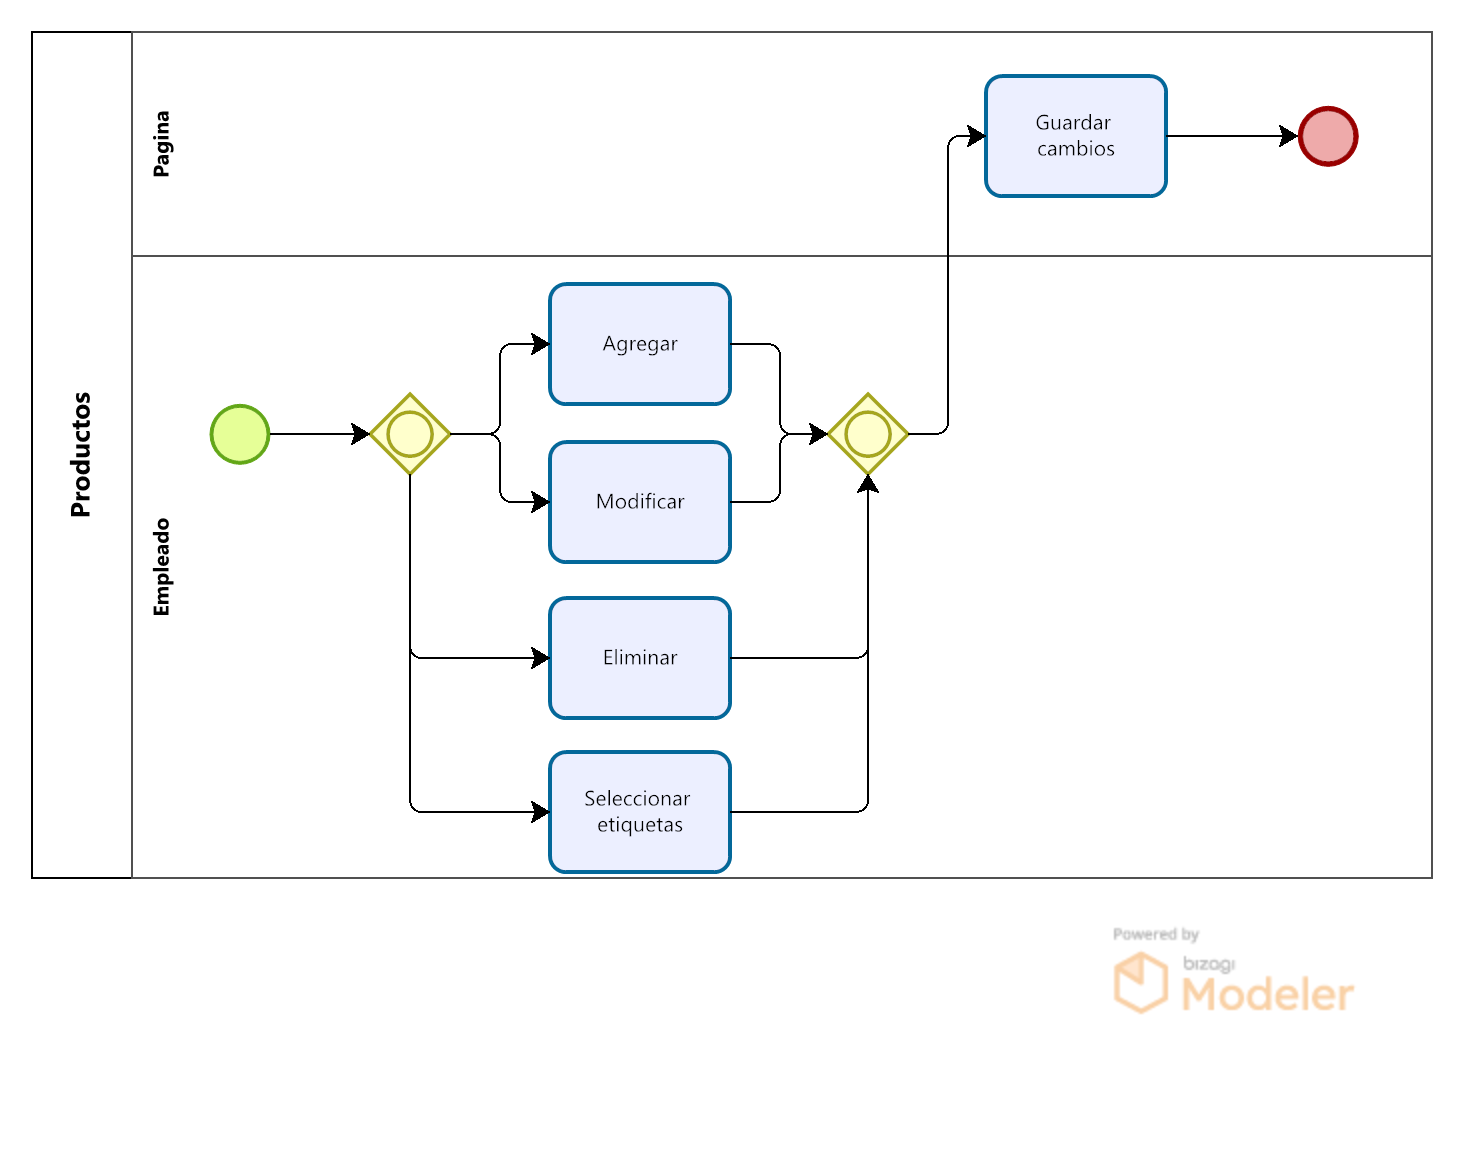 Productos
Pagina
Guardar
cambios
Empleado
Agregar
Modificar
Eliminar
Seleccionar
etiquetas
Powered by
bizagi
Modeler